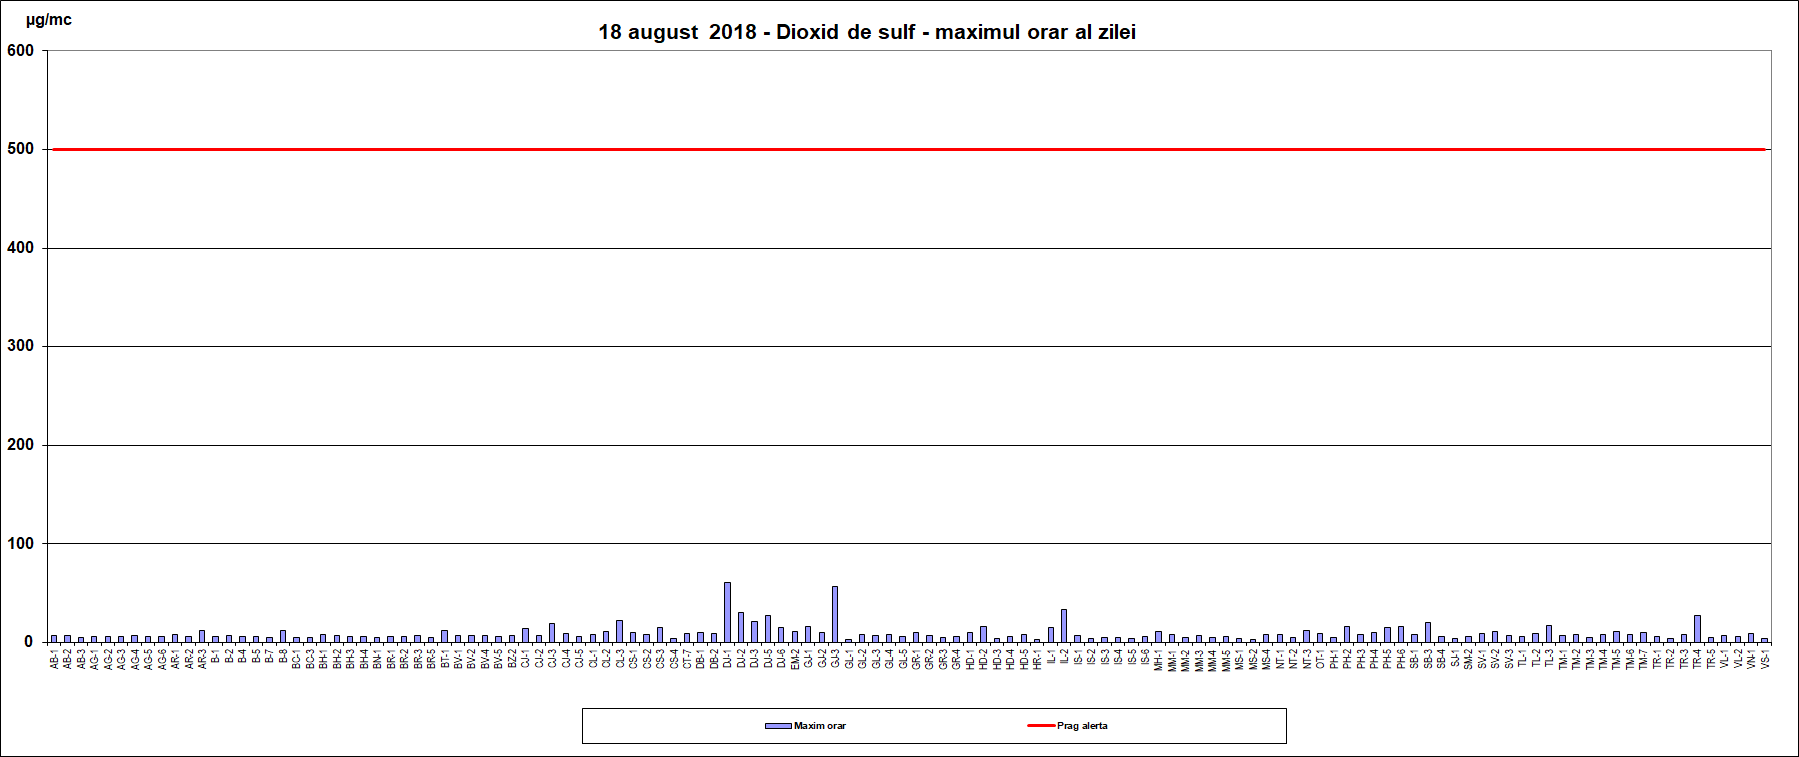 µg/mc
18 august 2018 - Dioxid de sulf - maximul orar al zilei
600
500
400
300
200
100
0
AB-1 AB-2 AB-3 AG-1 AG-2 AG-3 AG-4 AG-5 AG-6 AR-1 AR-2 AR-3 B-1 B-2 B-4 B-5 B-7 B-8 BC-1 BC-3 BH-1 BH-2 BH-3 BH-4 BN-1 BR-1 BR-2 BR-3 BR-5 BT-1 BV-1 BV-2 BV-4 BV-5 BZ-2 CJ-1 CJ-2 CJ-3 CJ-4 CJ-5 CL-1 CL-2 CL-3 CS-1 CS-2 CS-3 CS-4 CT-7 DB-1 DB-2 DJ-1 DJ-2 DJ-3 DJ-5 DJ-6 EM-2 GJ-1 GJ-2 GJ-3 GL-1 GL-2 GL-3 GL-4 GL-5 GR-1 GR-2 GR-3 GR-4 HD-1 HD-2 HD-3 HD-4 HD-5 HR-1 IL-1 IL-2 IS-1 IS-2 IS-3 IS-4 IS-5 IS-6 MH-1 MM-1 MM-2 MM-3 MM-4 MM-5 MS-1 MS-2 MS-4 NT-1 NT-2 NT-3 OT-1 PH-1 PH-2 PH-3 PH-4 PH-5 PH-6 SB-1 SB-3 SB-4 SJ-1 SM-2 SV-1 SV-2 SV-3 TL-1 TL-2 TL-3 TM-1 TM-2 TM-3 TM-4 TM-5 TM-6 TM-7 TR-1 TR-2 TR-3 TR-4 TR-5 VL-1 VL-2 VN-1 VS-1
Maxim orar
Prag alerta